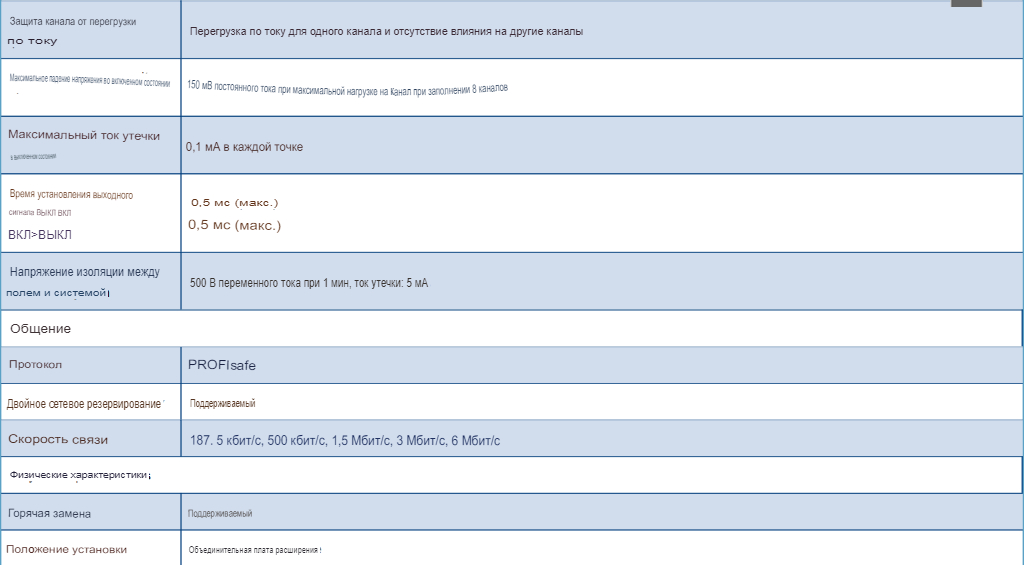 Защита канала от перегрузки
по току
Перегрузка по току для одного канала и отсутствие влияния на другие каналы
Максимальное падение напряжения во включенном состоянии
150 мВ постоянного тока при максимальной нагрузке на канал при заполнении 8 каналов
Максимальный ток утечки
в выключенном состоянии
0,1 мА в каждой точке
Время установления выходного
сигнала ВЫКЛ ВКЛ
ВКЛ>ВЫКЛ
0,5 мс (макс.)
0,5 мс (макс.)
Напряжение изоляции между
полем и системой
500 В переменного тока при 1 мин, ток утечки: 5 мА
Общение
Протокол
PROFIsafe
Двойное сетевое резервирование
Поддерживаемый
Скорость связи
187. 5 кбит/с, 500 кбит/с, 1,5 Мбит/с, 3 Мбит/с, 6 Мбит/с
Физические характеристики
Горячая замена
Поддерживаемый
Положение установки
Объединительная плата расширения